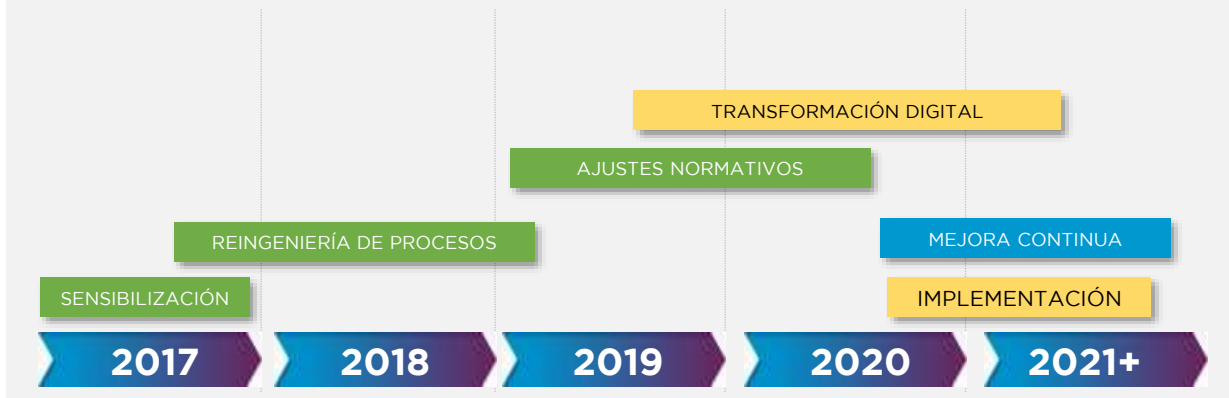 TRANSFORMACIÓN DIGITAL
AJUSTES NORMATIVOS
REINGENIERÍA DE PROCESOS
MEJORA CONTINUA
SENSIBILIZACIÓN
IMPLEMENTACIÓN
2017
2018
2019
2020
2021+